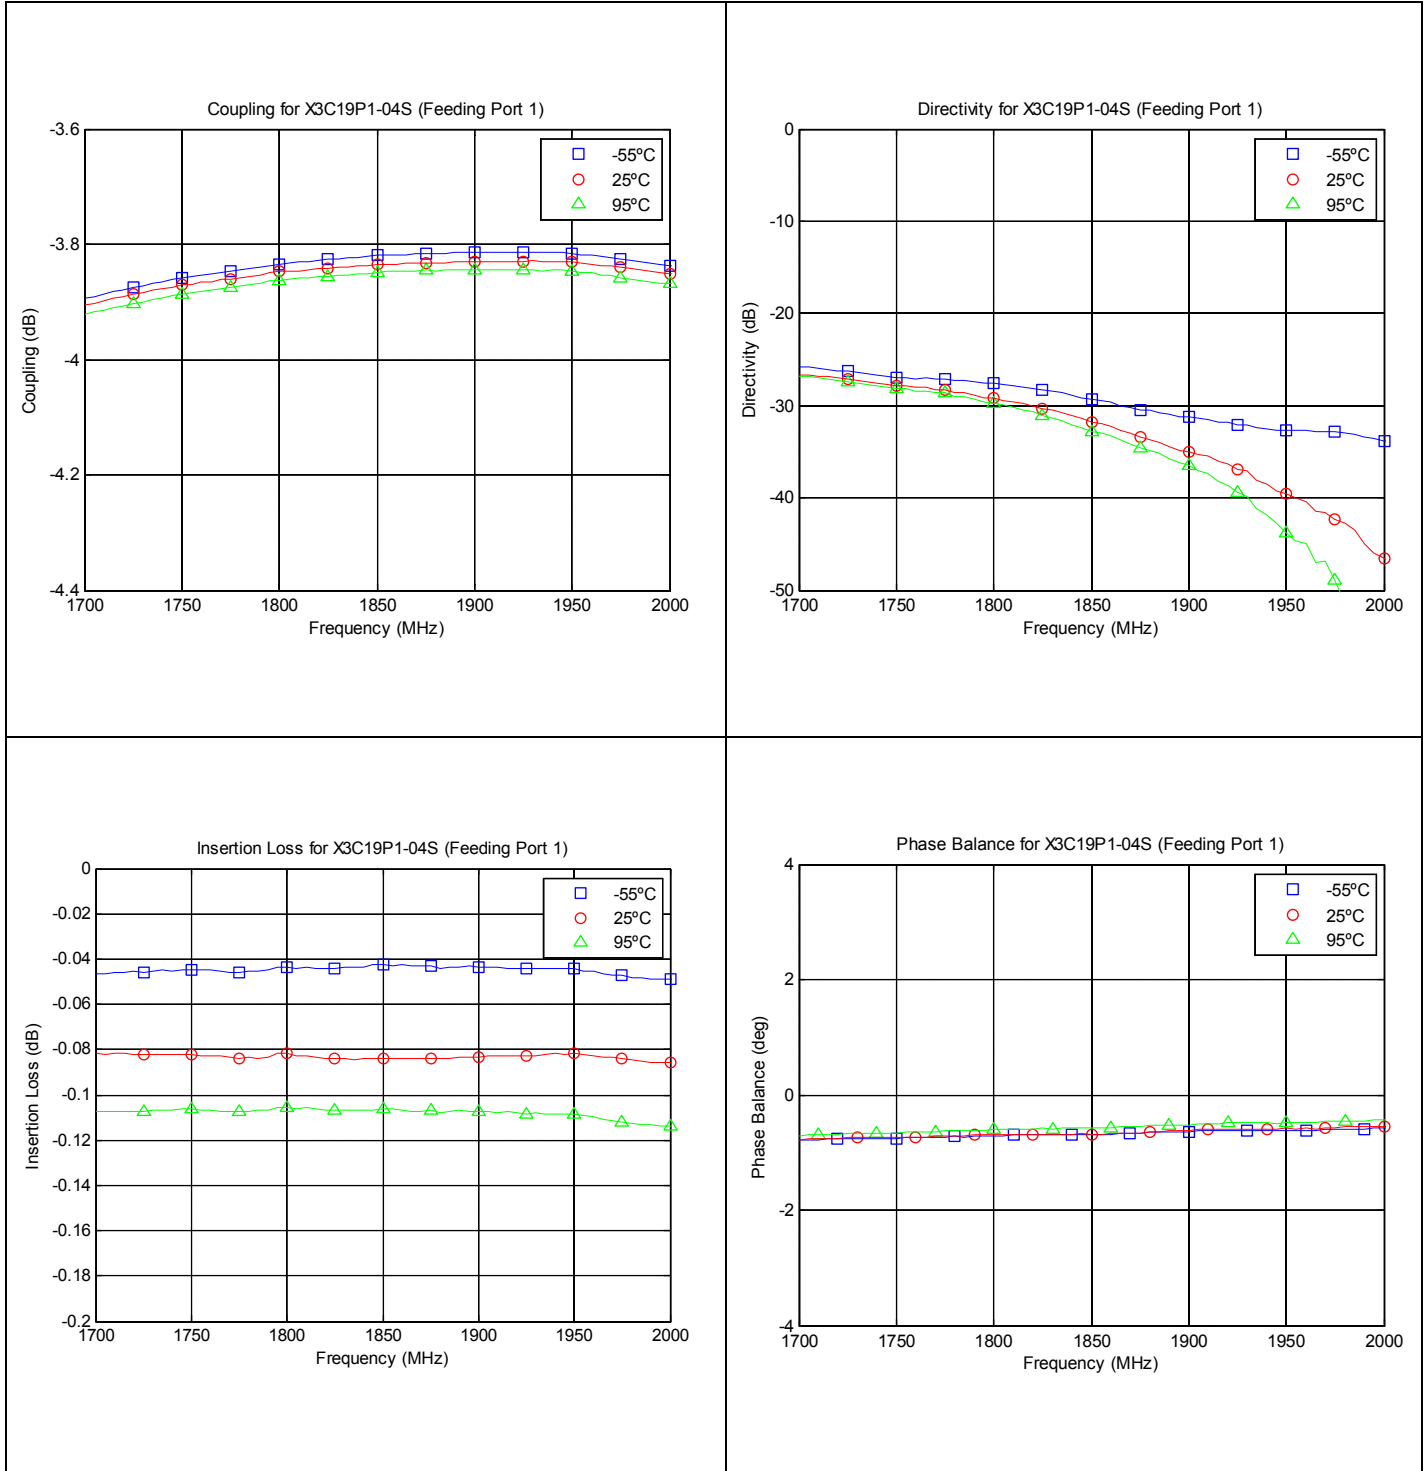 Coupling for X3C19P1-04S (Feeding Port 1)
-3.6
-3.8
-4
-4.2
-4.4
1700 1750 1800 1850 1900 1950 2000
Frequency (MHz)
Coupling (dB)
-55ºC
25ºC
95ºC
Directivity for X3C19P1-04S (Feeding Port 1)
0
-10
-20
-30
-40
-50
1700 1750 1800 1850 1900 1950 2000
Frequency (MHz)
Directivity (dB)
-55ºC
25ºC
95ºC
Insertion Loss for X3C19P1-04S (Feeding Port 1)
0
-0.02
-0.04
-0.06
-0.08
-0.1
-0.12
-0.14
-0.16
-0.18
-0.2
1700 1750 1800 1850 1900 1950 2000
Frequency (MHz)
Insertion Loss (dB)
-55ºC
25ºC
95ºC
Phase Balance for X3C19P1-04S (Feeding Port 1)
4
2
0
-2
-4
1700 1750 1800 1850 1900 1950 2000
Frequency (MHz)
Phase Balance (deg)
-55ºC
25ºC
95ºC